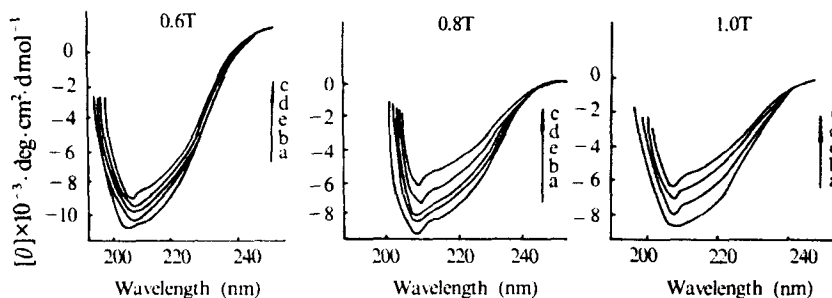 0.6T
0.8T
1.0T
[θ]×10⁻³·deg·cm²·dmol⁻¹
0
−2
−4
−6
−8
−10
c
d
e
b
a
200
220
240
Wavelength (nm)
0
−2
−4
−6
−8
c
d
e
b
a
200
220
240
Wavelength (nm)
0
−2
−4
−6
−8
200
220
240
Wavelength (nm)